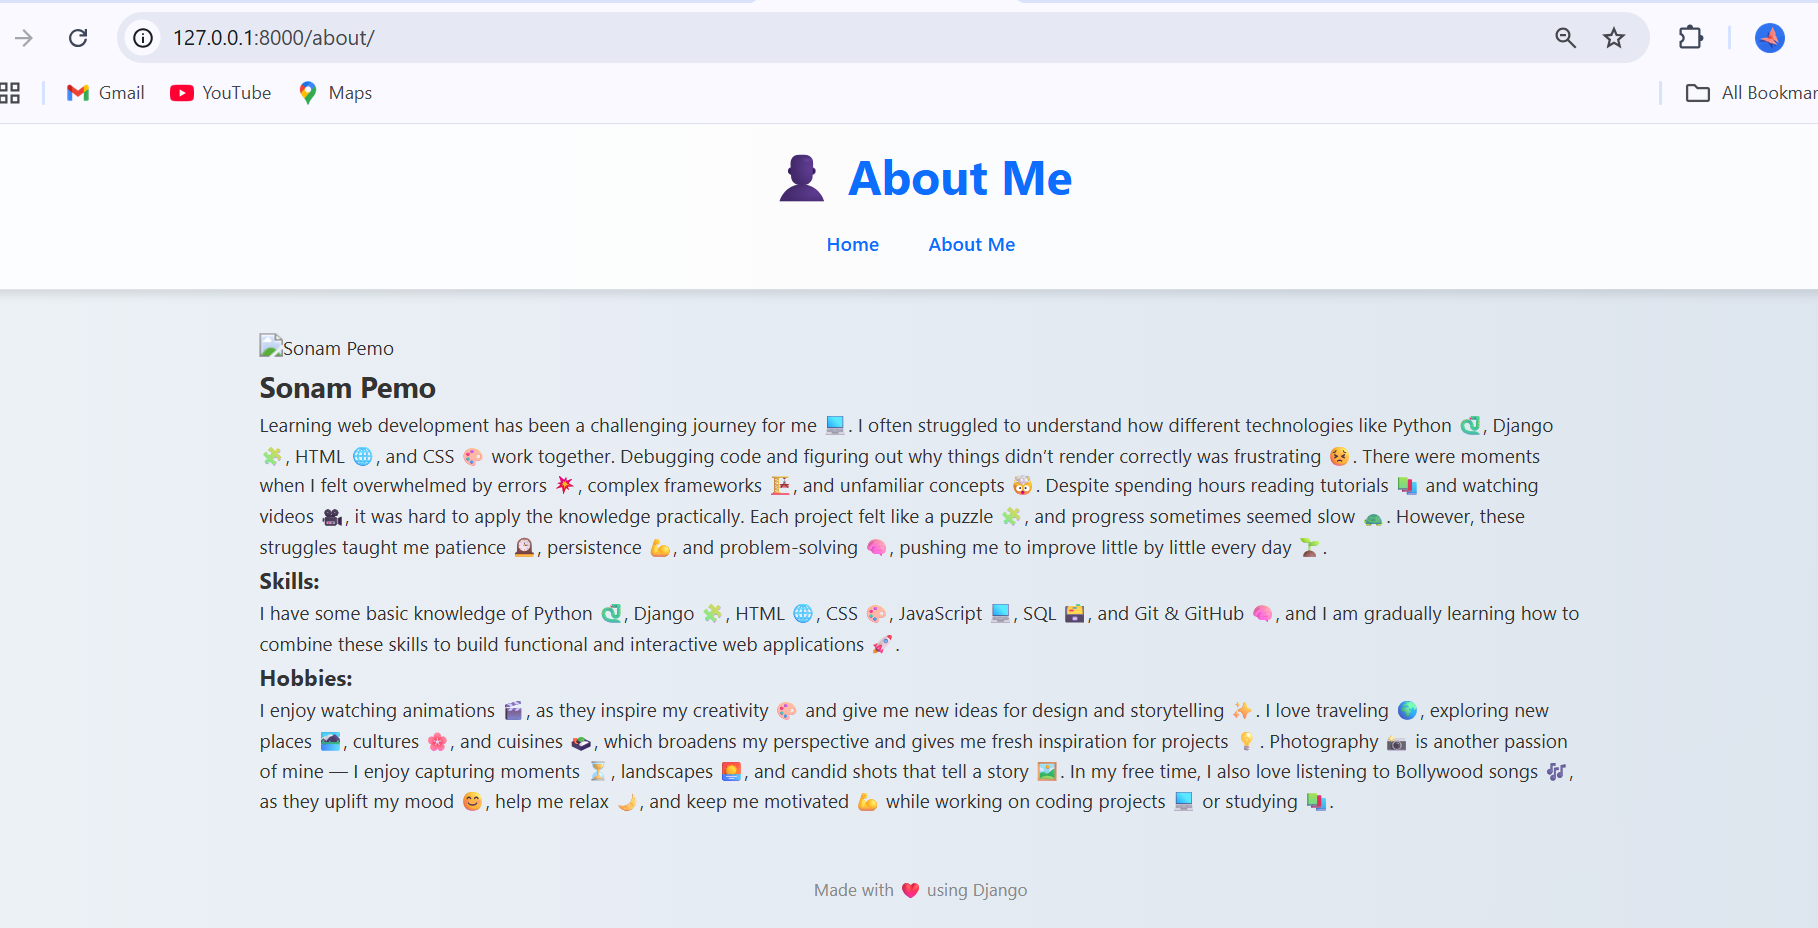 127.0.0.1:8000/about/
Gmail YouTube Maps All Bookmar
👤 About Me
Home About Me
Sonam Pemo
Sonam Pemo
Learning web development has been a challenging journey for me 💻. I often struggled to understand how different technologies like Python 🐍, Django
🧩, HTML 🌐, and CSS 🎨 work together. Debugging code and figuring out why things didn’t render correctly was frustrating 😣. There were moments
when I felt overwhelmed by errors 💥, complex frameworks 🏗️, and unfamiliar concepts 🤯. Despite spending hours reading tutorials 📚 and watching
videos 🎥, it was hard to apply the knowledge practically. Each project felt like a puzzle 🧩, and progress sometimes seemed slow 🐢. However, these
struggles taught me patience 🕰️, persistence 💪, and problem-solving 🧠, pushing me to improve little by little every day 🌱.
Skills:
I have some basic knowledge of Python 🐍, Django 🧩, HTML 🌐, CSS 🎨, JavaScript 💻, SQL 🗃️, and Git & GitHub 🧠, and I am gradually learning how to
combine these skills to build functional and interactive web applications 🚀.
Hobbies:
I enjoy watching animations 🎬, as they inspire my creativity 🎨 and give me new ideas for design and storytelling ✨. I love traveling 🌍, exploring new
places 🏞️, cultures 🌸, and cuisines 🍱, which broadens my perspective and gives me fresh inspiration for projects 💡. Photography 📸 is another passion
of mine — I enjoy capturing moments ⏳, landscapes 🌅, and candid shots that tell a story 🖼️. In my free time, I also love listening to Bollywood songs 🎶,
as they uplift my mood 😊, help me relax 🌙, and keep me motivated 💪 while working on coding projects 💻 or studying 📚.
Made with ❤️ using Django